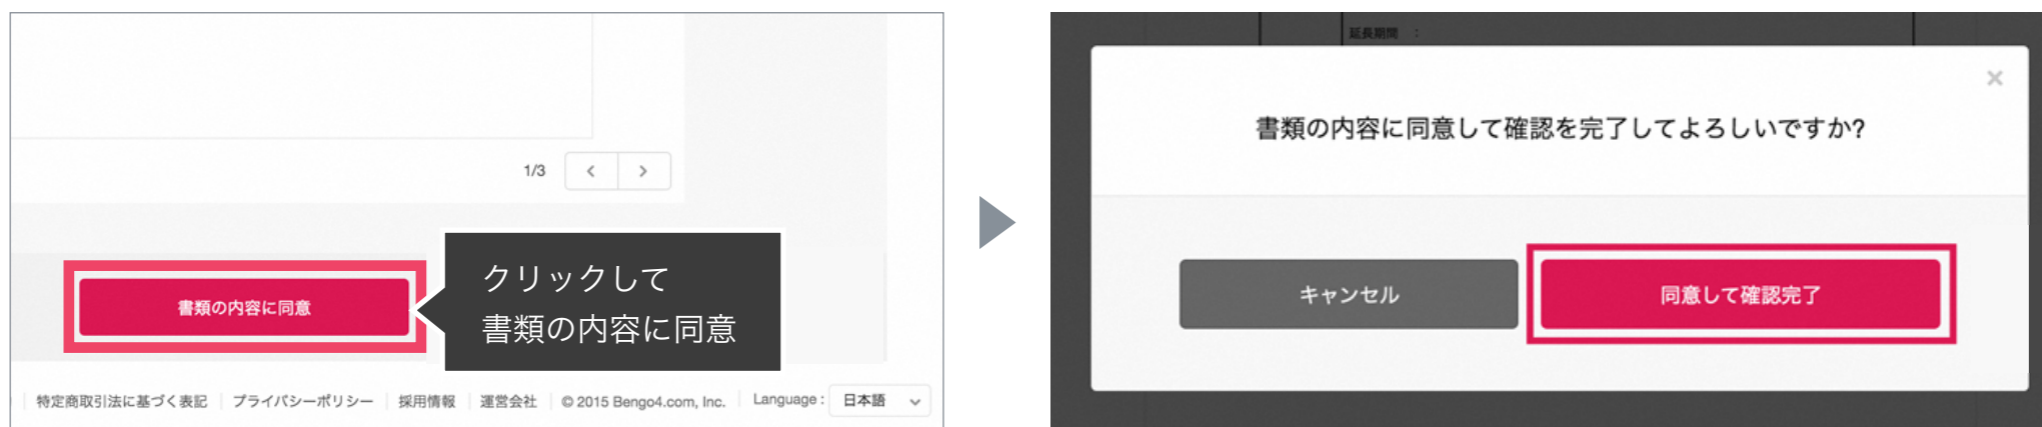 1/3
書類の内容に同意
クリックして
書類の内容に同意
特定商取引法に基づく表記 プライバシーポリシー 採用情報 運営会社 © 2015 Bengo4.com, Inc. Language : 日本語
延長期間 :
×
書類の内容に同意して確認を完了してよろしいですか?
キャンセル 同意して確認完了